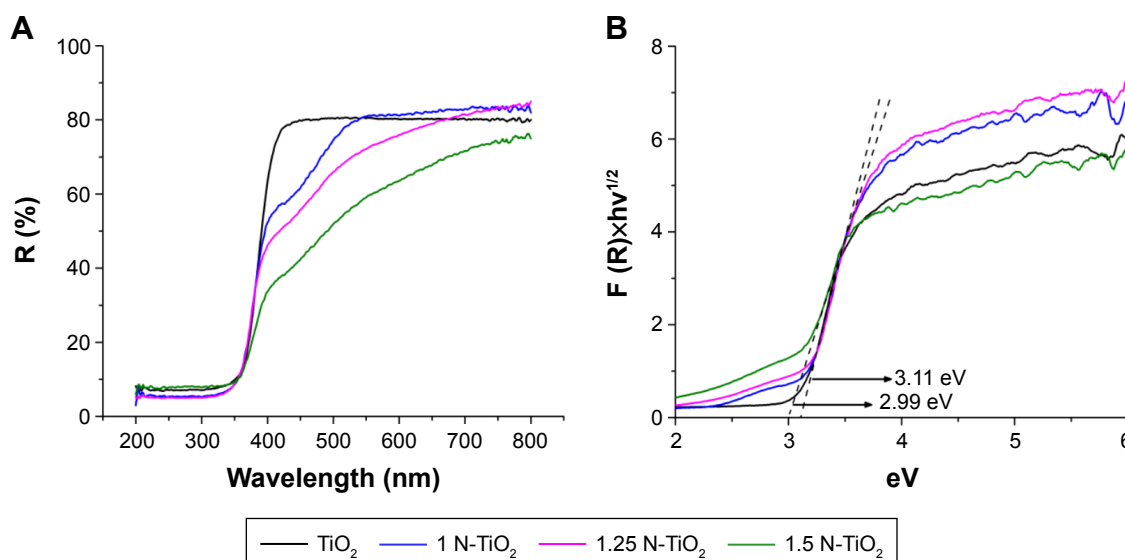 A
B
100
80
60
40
20
0
R (%)
200 300 400 500 600 700 800
Wavelength (nm)
8
6
4
2
0
F (R)×hν¹/²
3.11 eV
2.99 eV
2 3 4 5 6
eV
TiO₂ 1 N-TiO₂ 1.25 N-TiO₂ 1.5 N-TiO₂